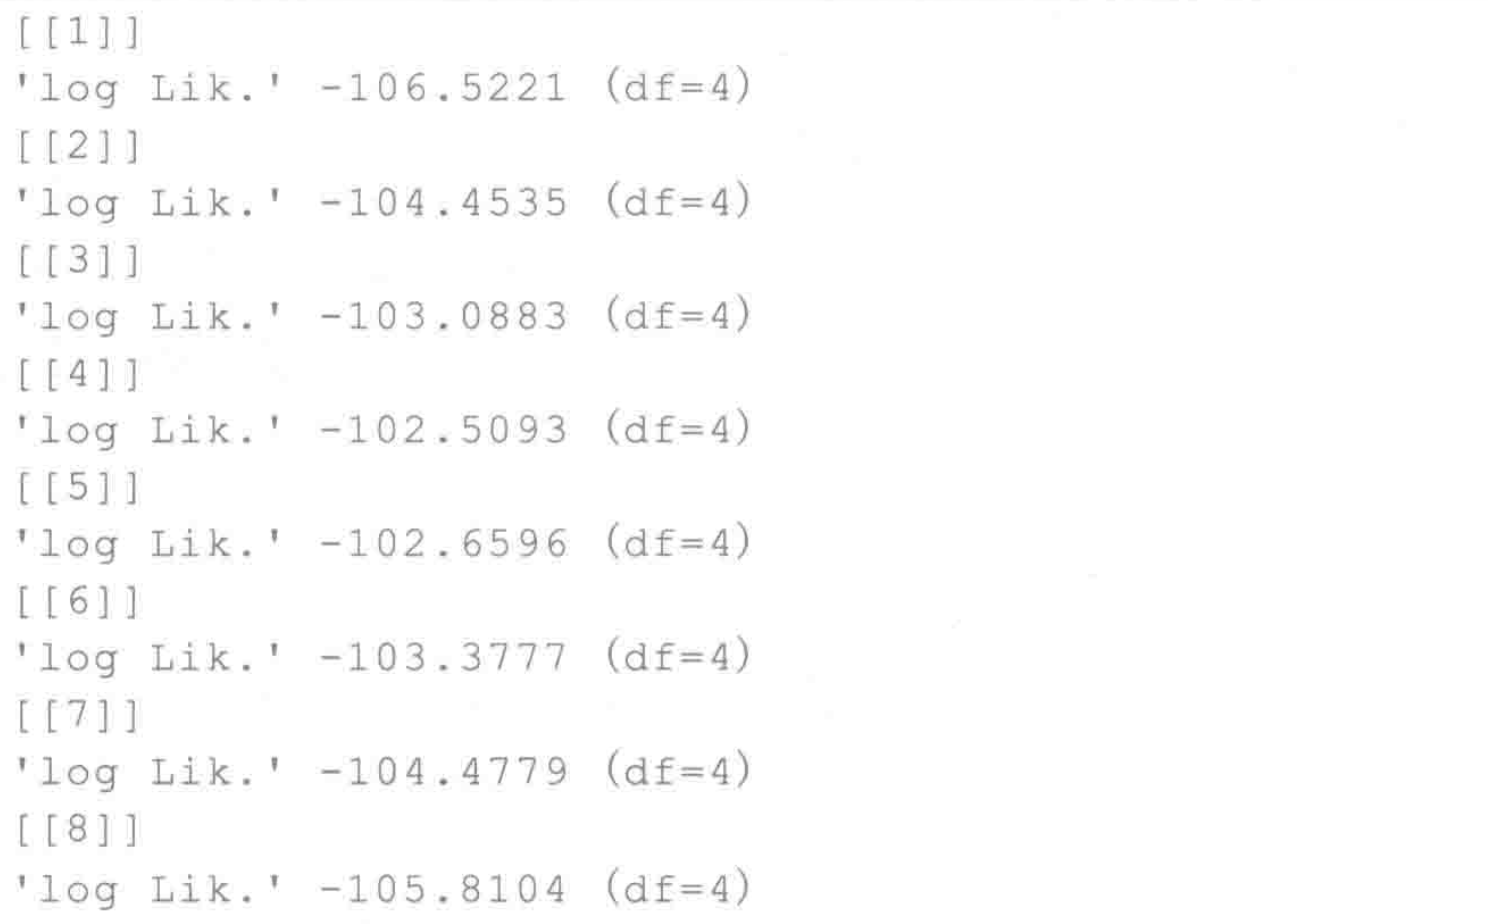 [[1]]
'log Lik.' -106.5221 (df=4)
[[2]]
'log Lik.' -104.4535 (df=4)
[[3]]
'log Lik.' -103.0883 (df=4)
[[4]]
'log Lik.' -102.5093 (df=4)
[[5]]
'log Lik.' -102.6596 (df=4)
[[6]]
'log Lik.' -103.3777 (df=4)
[[7]]
'log Lik.' -104.4779 (df=4)
[[8]]
'log Lik.' -105.8104 (df=4)